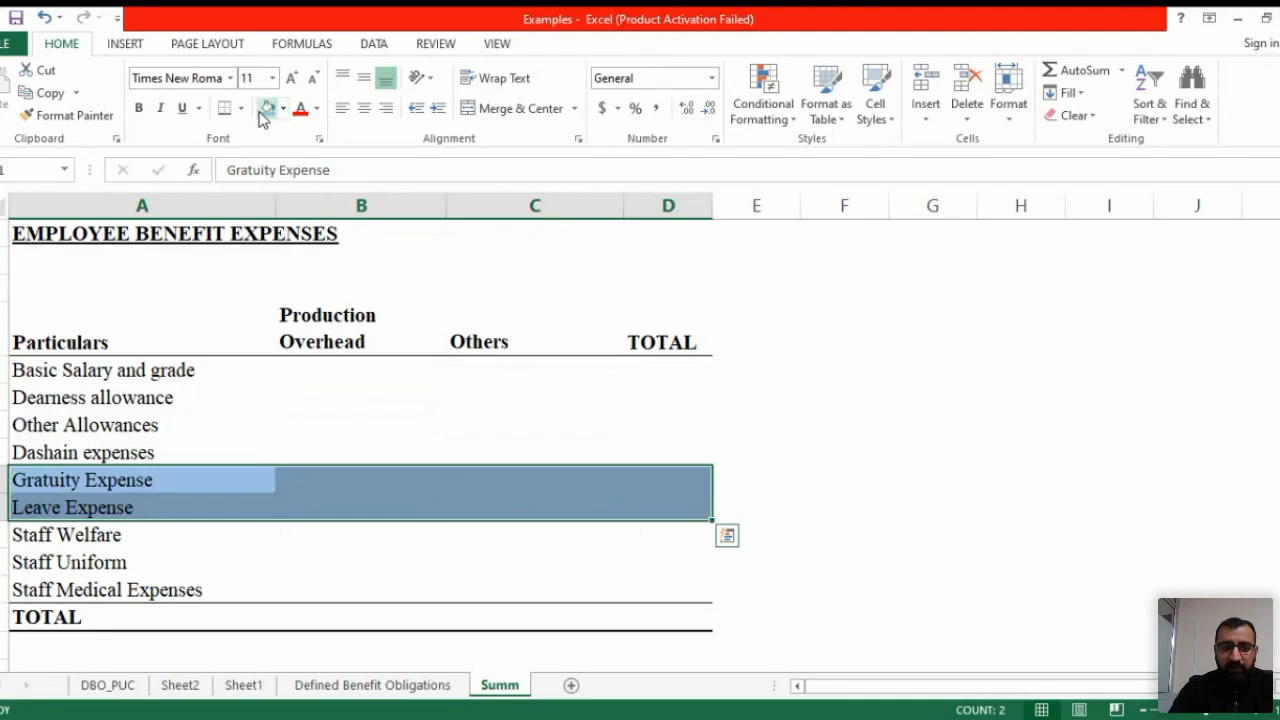 Examples - Excel (Product Activation Failed)
?
HOME INSERT PAGE LAYOUT FORMULAS DATA REVIEW VIEW Sign in
Cut
Copy
Format Painter
Clipboard
Times New Roma 11
B I U
Font
Wrap Text
Merge & Center
Alignment
General
$ % ,
Number
Conditional Formatting
Format as Table
Cell Styles
Styles
Insert Delete Format
Cells
AutoSum
Fill
Clear
Sort & Filter
Find & Select
Editing
fx Gratuity Expense
A B C D E F G H I J
EMPLOYEE BENEFIT EXPENSES
Particulars Production Overhead Others TOTAL
Basic Salary and grade
Dearness allowance
Other Allowances
Dashain expenses
Gratuity Expense
Leave Expense
Staff Welfare
Staff Uniform
Staff Medical Expenses
TOTAL
DBO_PUC Sheet2 Sheet1 Defined Benefit Obligations Summ
COUNT: 2